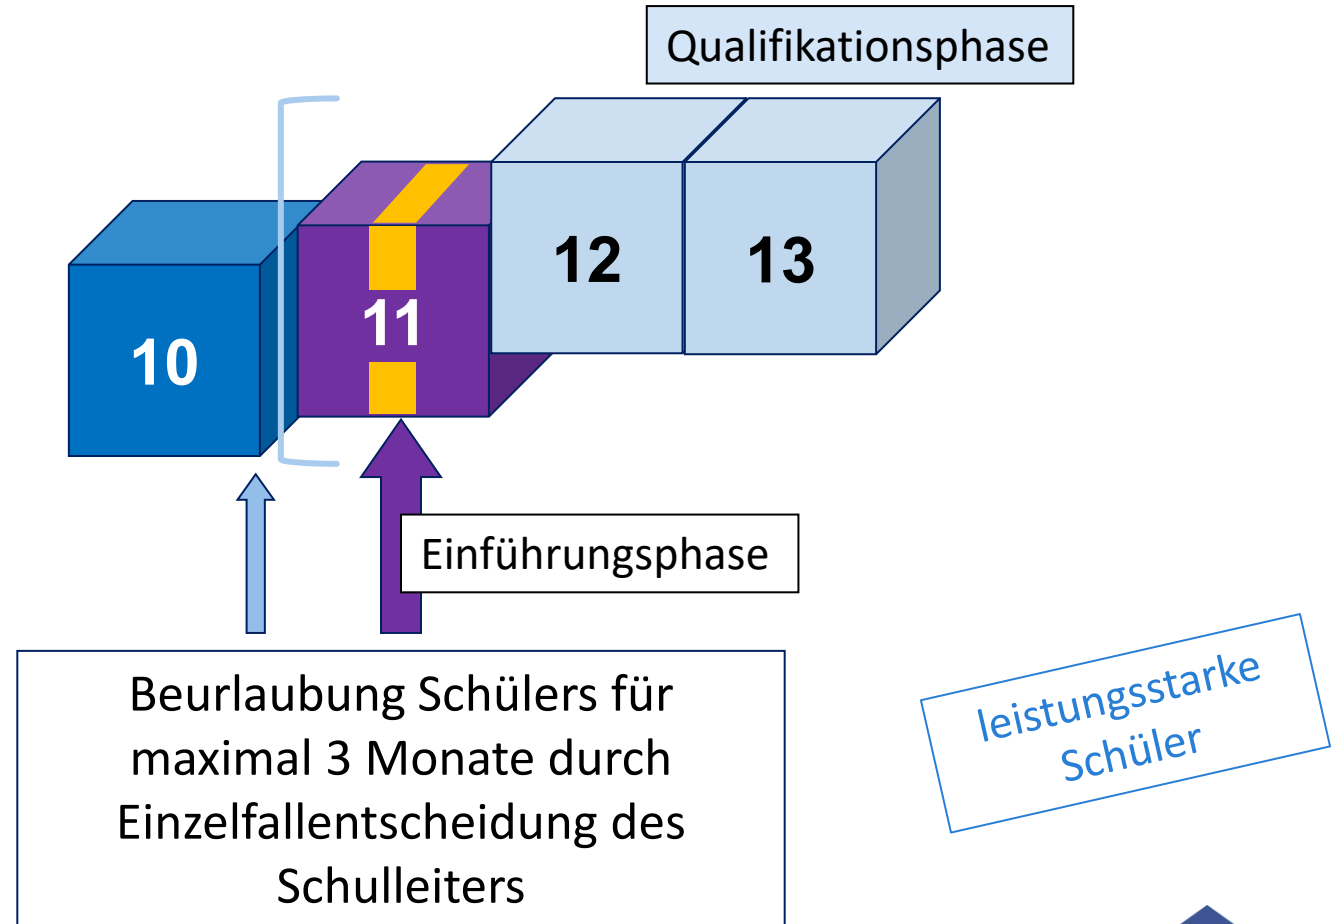 Qualifikationsphase
12
13
11
10
Einführungsphase
Beurlaubung Schülers für
maximal 3 Monate durch
Einzelfallentscheidung des
Schulleiters
leistungsstarke
Schüler